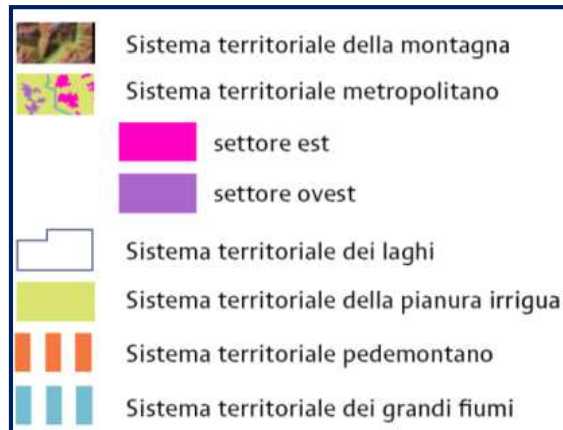 Sistema territoriale della montagna
Sistema territoriale metropolitano
settore est
settore ovest
Sistema territoriale dei laghi
Sistema territoriale della pianura irrigua
Sistema territoriale pedemontano
Sistema territoriale dei grandi fiumi